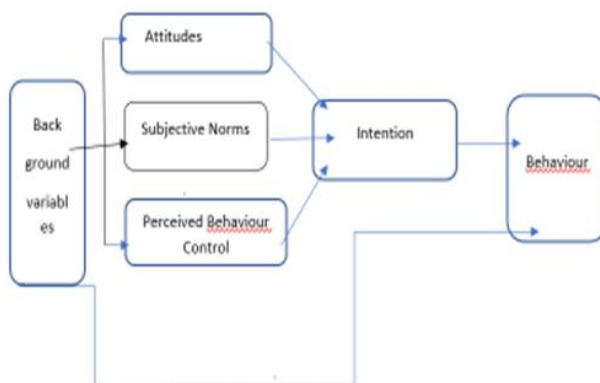 Attitudes
Back
ground
variabl
es
Subjective Norms
Intention
Behaviour
Perceived Behaviour
Control